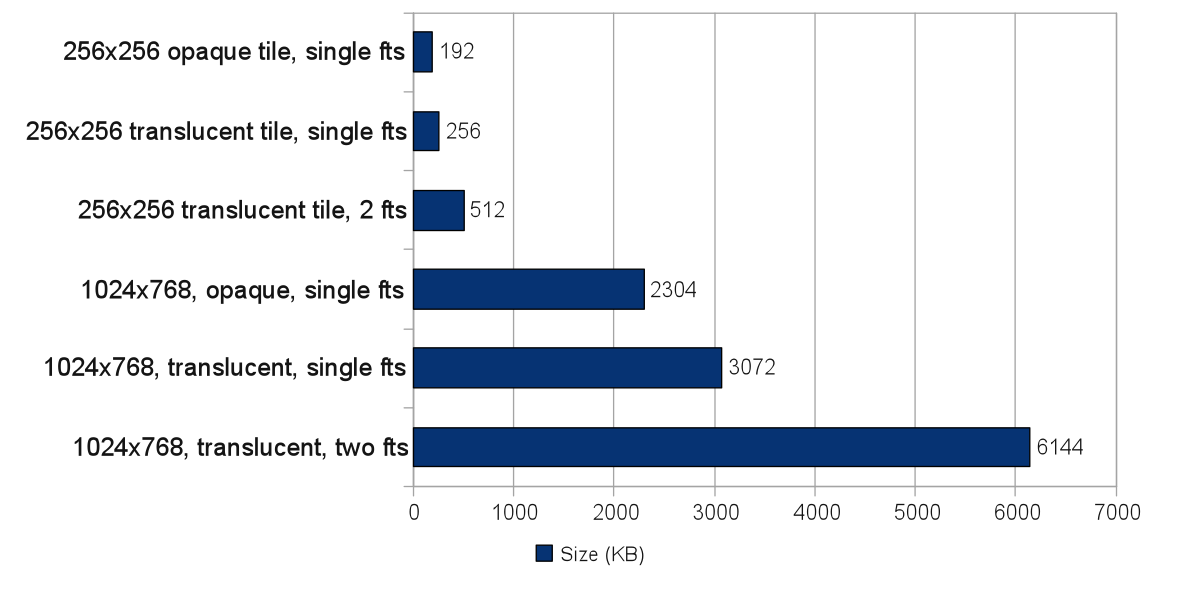 256x256 opaque tile, single fts 192
256x256 translucent tile, single fts 256
256x256 translucent tile, 2 fts 512
1024x768, opaque, single fts 2304
1024x768, translucent, single fts 3072
1024x768, translucent, two fts 6144
0 1000 2000 3000 4000 5000 6000 7000
Size (KB)